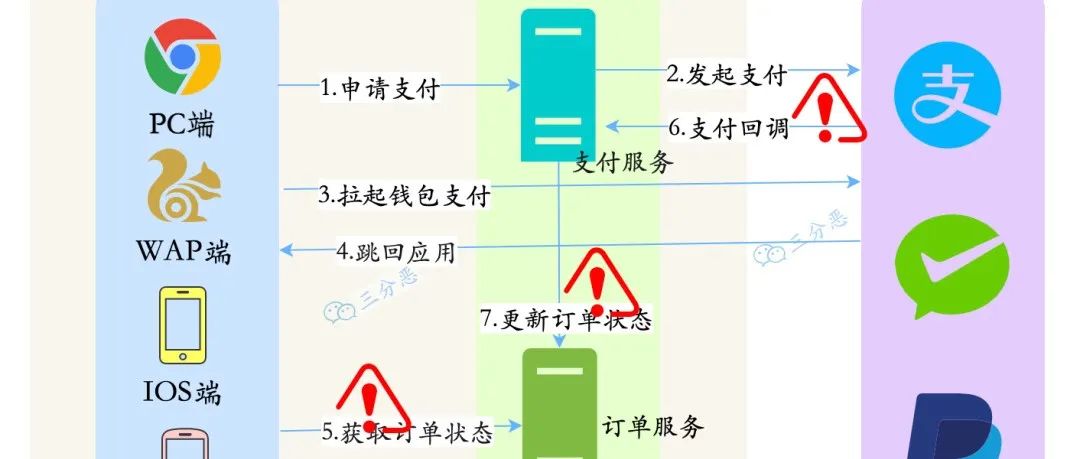 1.申请支付
2.发起支付
PC端
6.支付回调
支付服务
3.拉起钱包支付
WAP端
4.跳回应用
三分恶
三分恶
7.更新订单状态
IOS端
5.获取订单状态
订单服务
支